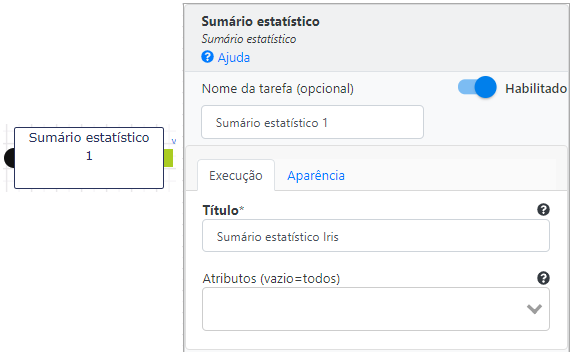 Sumário estatístico
1
v
Sumário estatístico
Sumário estatístico
Ajuda
Nome da tarefa (opcional)
Habilitado
Sumário estatístico 1
Execução
Aparência
Título*
Sumário estatístico Iris
Atributos (vazio=todos)